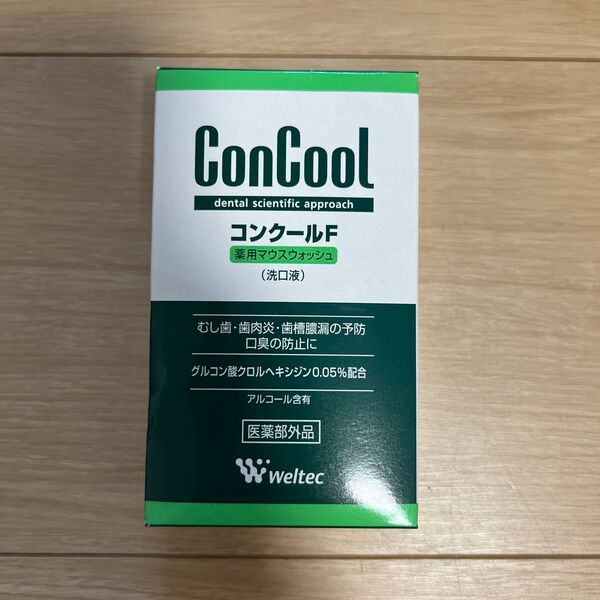 ConCool
dental scientific approach
コンクールF
薬用マウスウォッシュ
(洗口液)
むし歯・歯肉炎・歯槽膿漏の予防
口臭の防止に
グルコン酸クロルヘキシジン0.05%配合
アルコール含有
医薬部外品
weltec